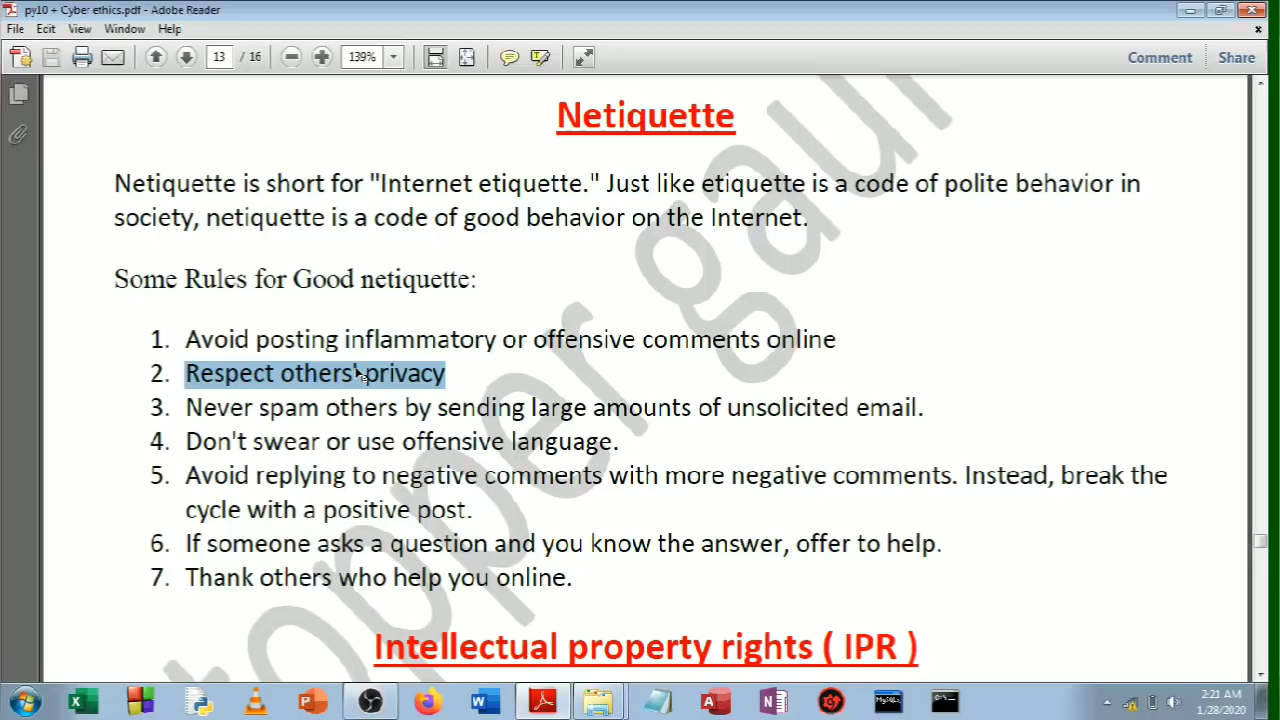 py10 + Cyber ethics.pdf - Adobe Reader
File Edit View Window Help
13 / 16 139% Comment Share
Netiquette
Netiquette is short for "Internet etiquette." Just like etiquette is a code of polite behavior in
society, netiquette is a code of good behavior on the Internet.
Some Rules for Good netiquette:
1. Avoid posting inflammatory or offensive comments online
2. Respect others' privacy
3. Never spam others by sending large amounts of unsolicited email.
4. Don't swear or use offensive language.
5. Avoid replying to negative comments with more negative comments. Instead, break the
cycle with a positive post.
6. If someone asks a question and you know the answer, offer to help.
7. Thank others who help you online.
Intellectual property rights ( IPR )
topper gaur
2:21 AM
1/28/2020